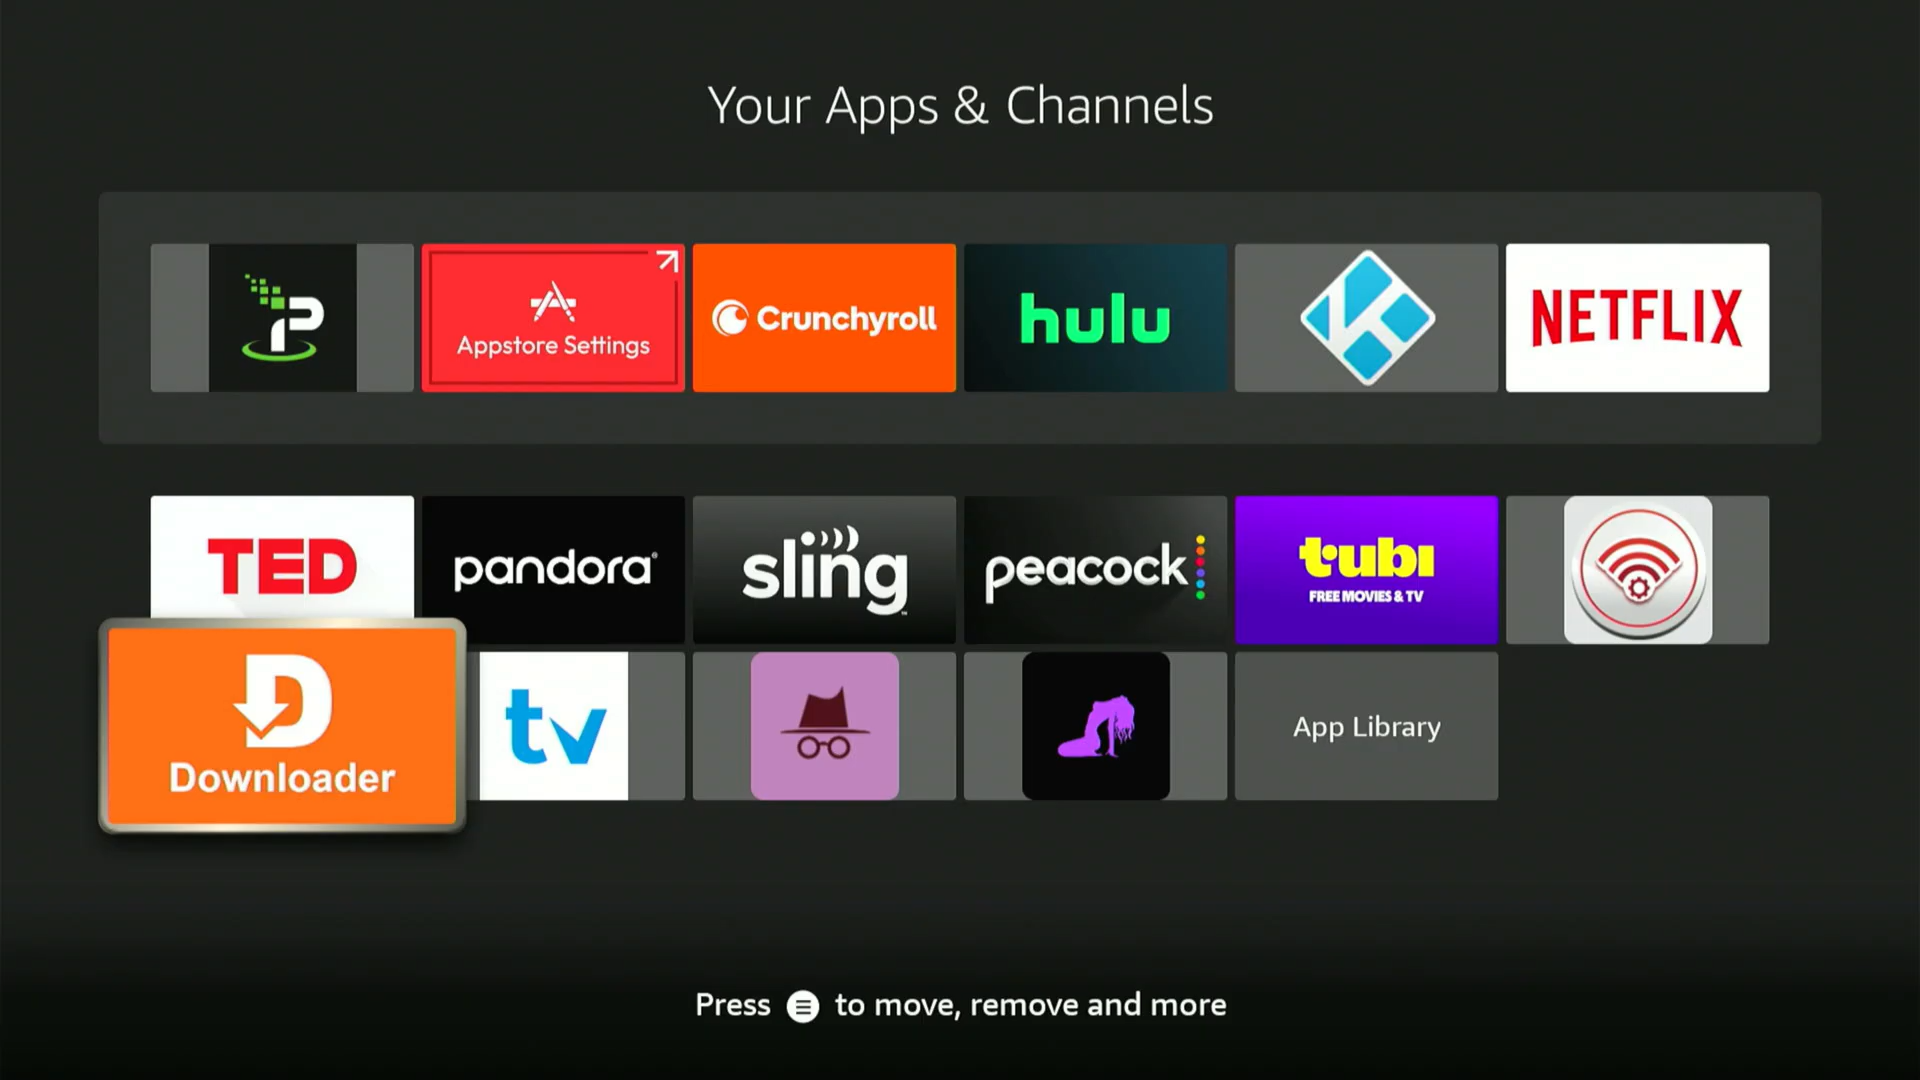 Your Apps & Channels
Appstore Settings
Crunchyroll
hulu
NETFLIX
TED
pandora®
sling™
peacock
tubi
FREE MOVIES & TV
Downloader
tv
App Library
Press to move, remove and more